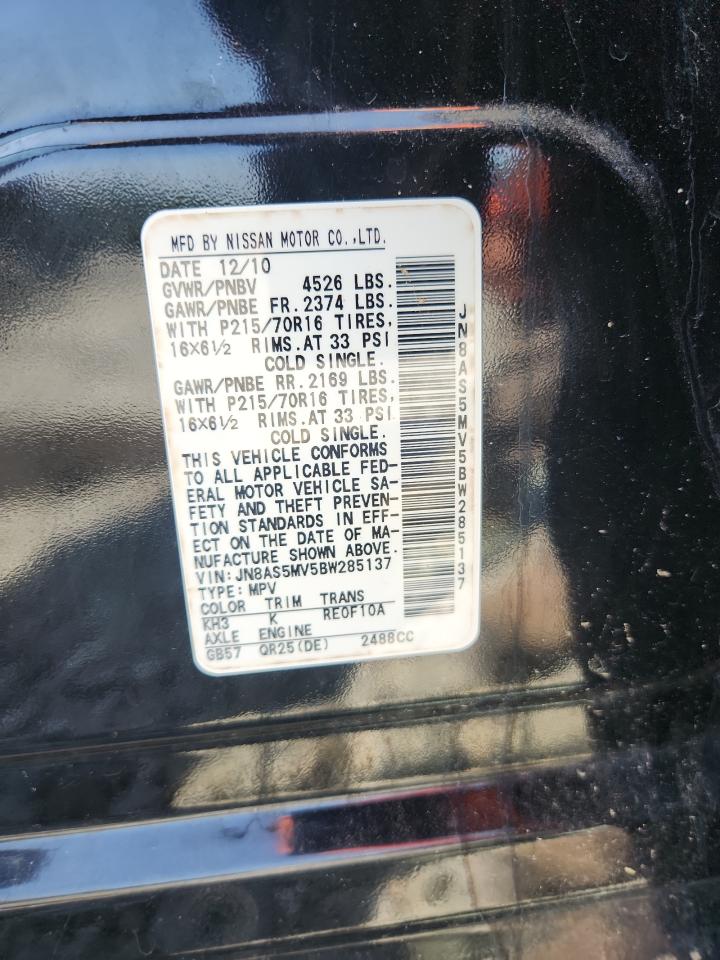 MFD BY NISSAN MOTOR CO.,LTD.
DATE 12/10
GVWR/PNBV 4526 LBS.
GAWR/PNBE FR.2374 LBS.
WITH P215/70R16 TIRES,
16X6½ RIMS.AT 33 PSI
COLD SINGLE.
GAWR/PNBE RR.2169 LBS.
WITH P215/70R16 TIRES,
16X6½ RIMS.AT 33 PSI
COLD SINGLE.
THIS VEHICLE CONFORMS
TO ALL APPLICABLE FED-
ERAL MOTOR VEHICLE SA-
FETY AND THEFT PREVEN-
TION STANDARDS IN EFF-
ECT ON THE DATE OF MA-
NUFACTURE SHOWN ABOVE.
VIN:JN8AS5MV5BW285137
TYPE:MPV
COLOR TRIM TRANS
KH3 K RE0F10A
AXLE ENGINE
GB57 QR25(DE) 2488CC
JN8AS5MV5BW285137